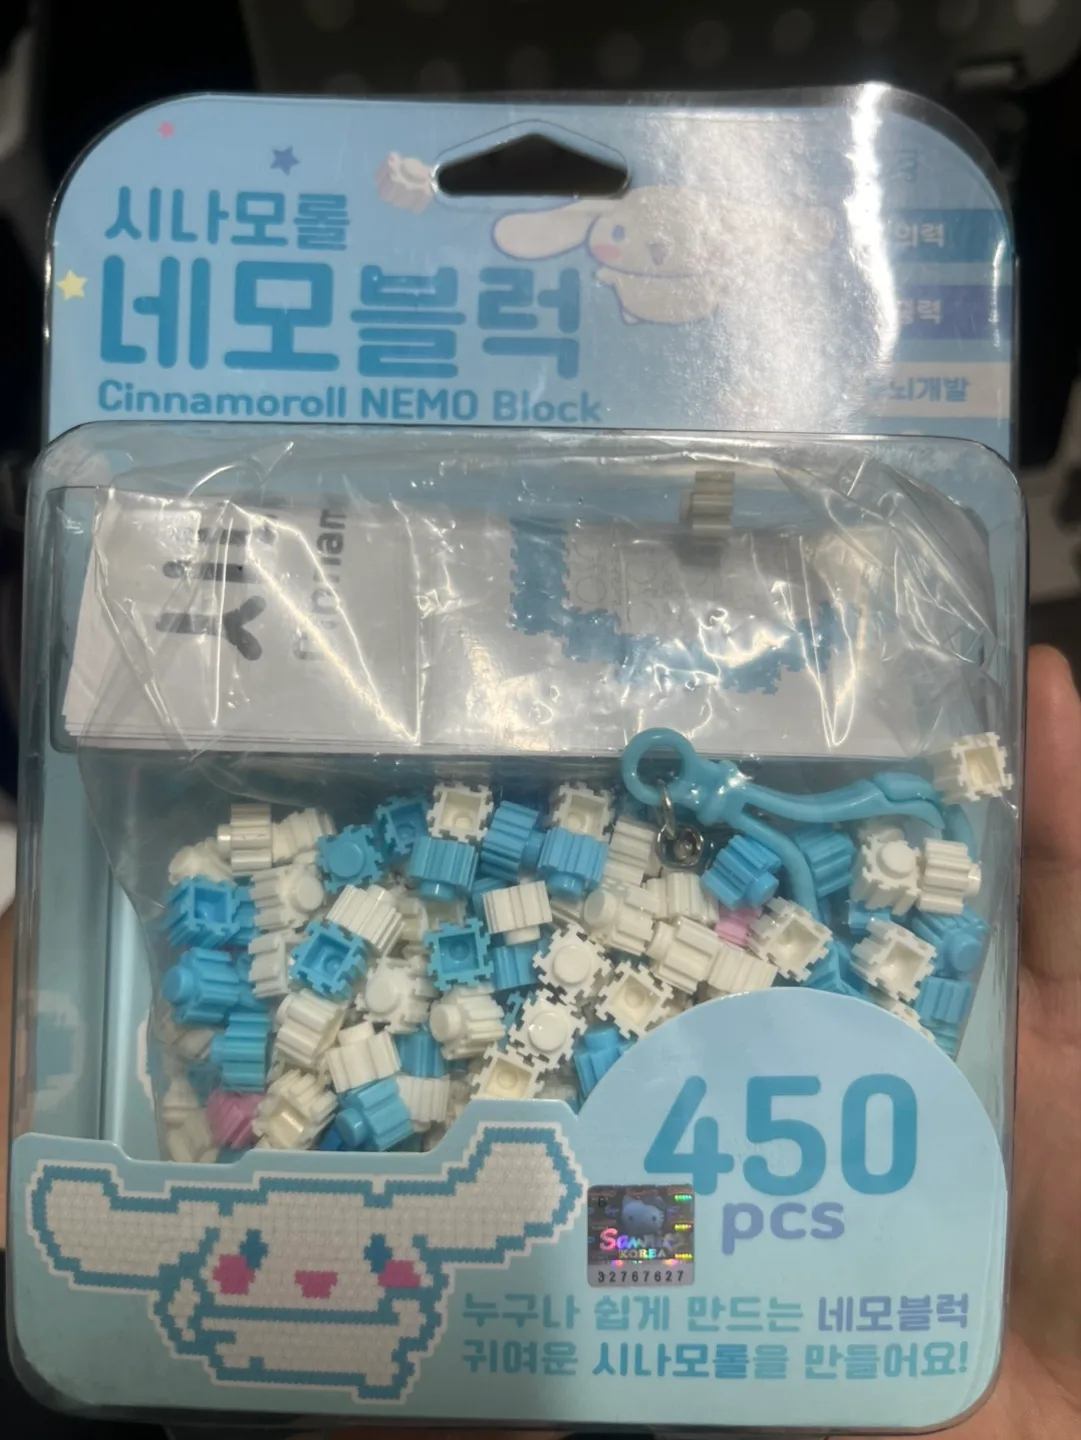 시나모롤
네모블럭
Cinnamoroll NEMO Block
450
pcs
KOREA
32767627
누구나 쉽게 만드는 네모블럭
귀여운 시나모롤을 만들어요!